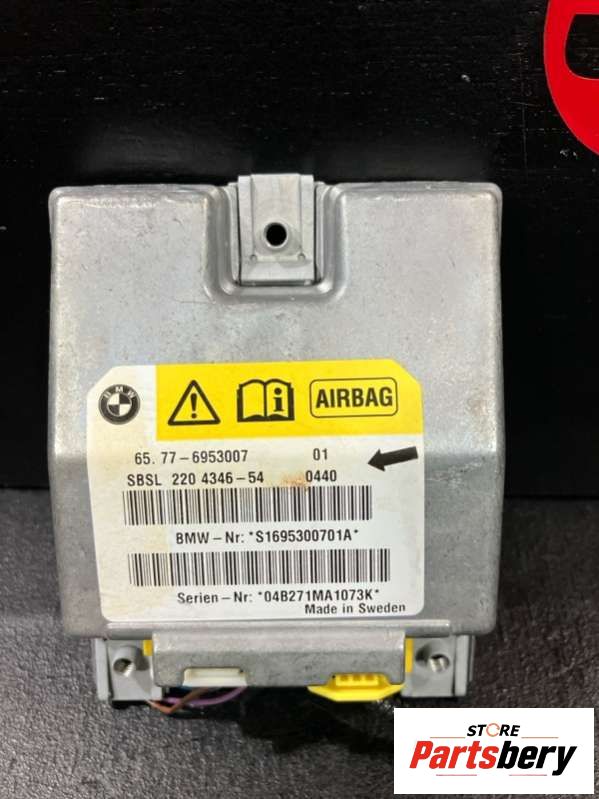 BMW
AIRBAG
65. 77-6953007 01
SBSL 220 4346-54 0440
BMW-Nr: *S1695300701A*
Serien-Nr: *04B271MA1073K*
Made in Sweden
STORE
Partsbery